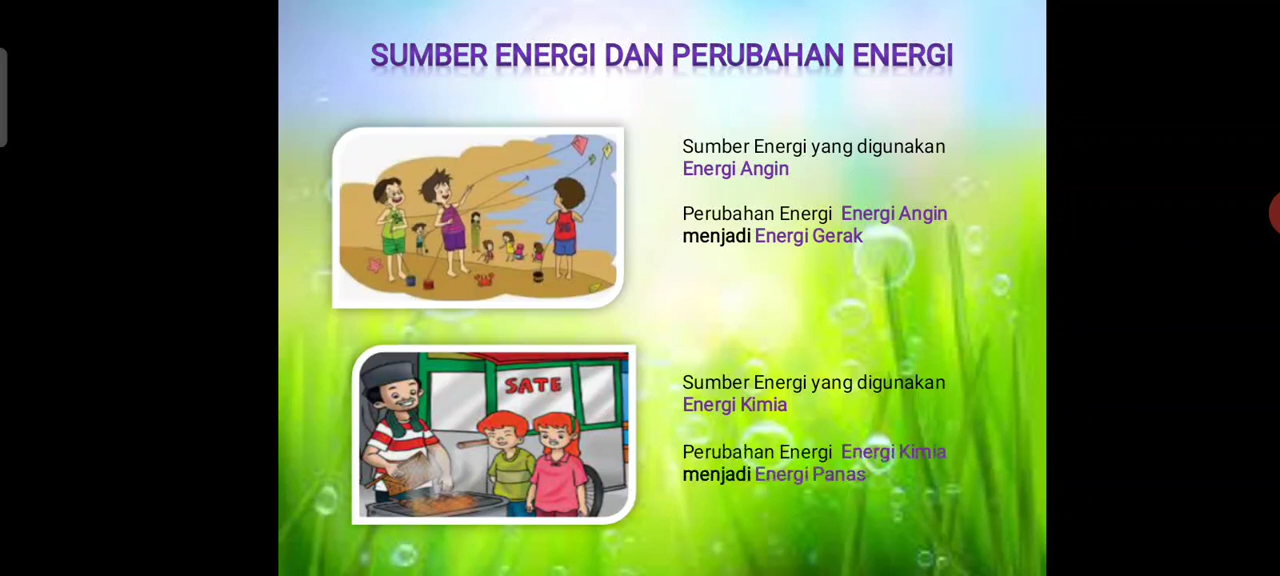 SUMBER ENERGI DAN PERUBAHAN ENERGI
Sumber Energi yang digunakan
Energi Angin
Perubahan Energi Energi Angin
menjadi Energi Gerak
SATE
Sumber Energi yang digunakan
Energi Kimia
Perubahan Energi Energi Kimia
menjadi Energi Panas